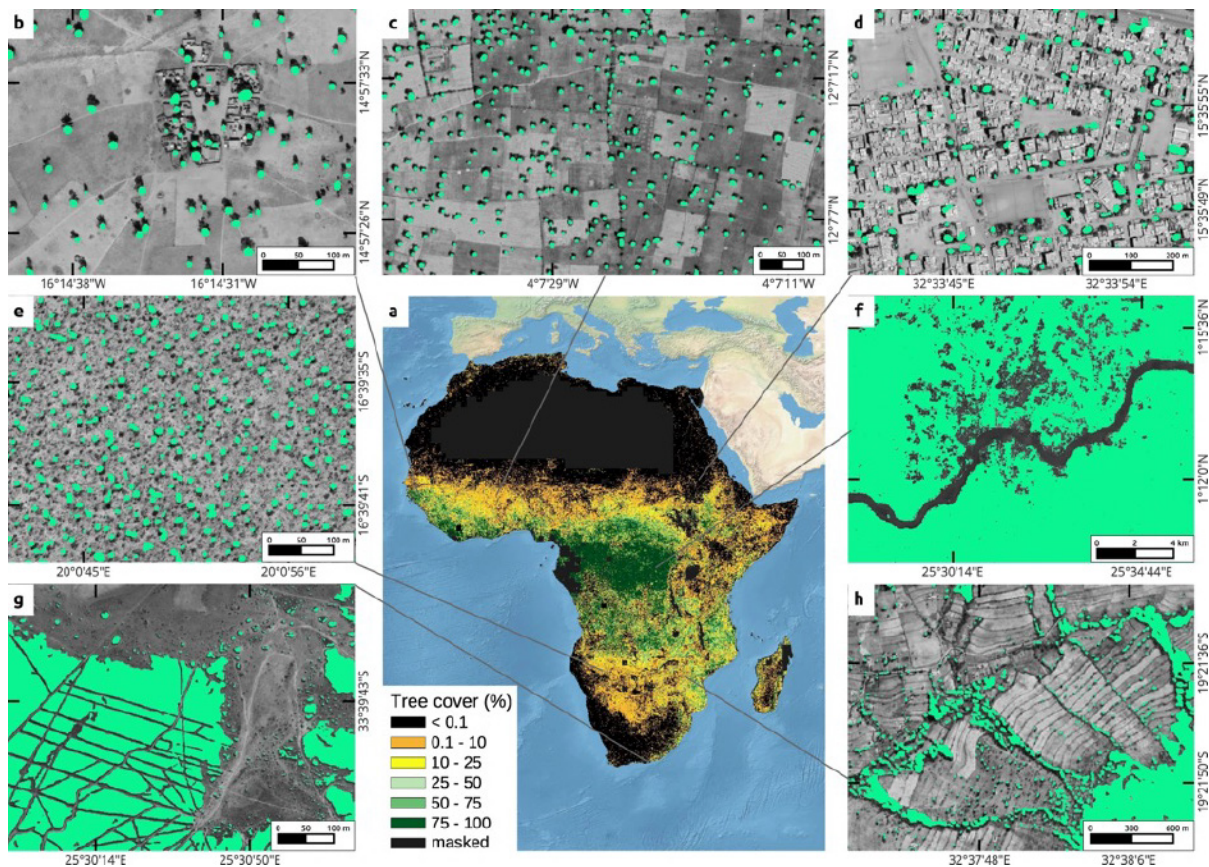 b
14°57'33"N
14°57'26"N
0 50 100 m
16°14'38"W 16°14'31"W
c
12°7'17"N
12°7'7"N
0 50 100 m
4°7'29"W 4°7'11"W
d
15°35'55"N
15°35'49"N
0 100 200 m
32°33'45"E 32°33'54"E
e
16°39'35"S
16°39'41"S
0 50 100 m
20°0'45"E 20°0'56"E
a
Tree cover (%)
< 0.1
0.1 - 10
10 - 25
25 - 50
50 - 75
75 - 100
masked
f
1°15'36"N
1°12'0"N
0 2 4 km
25°30'14"E 25°34'44"E
g
33°39'43"S
0 50 100 m
25°30'14"E 25°30'50"E
h
19°21'36"S
19°21'50"S
0 300 600 m
32°37'48"E 32°38'6"E